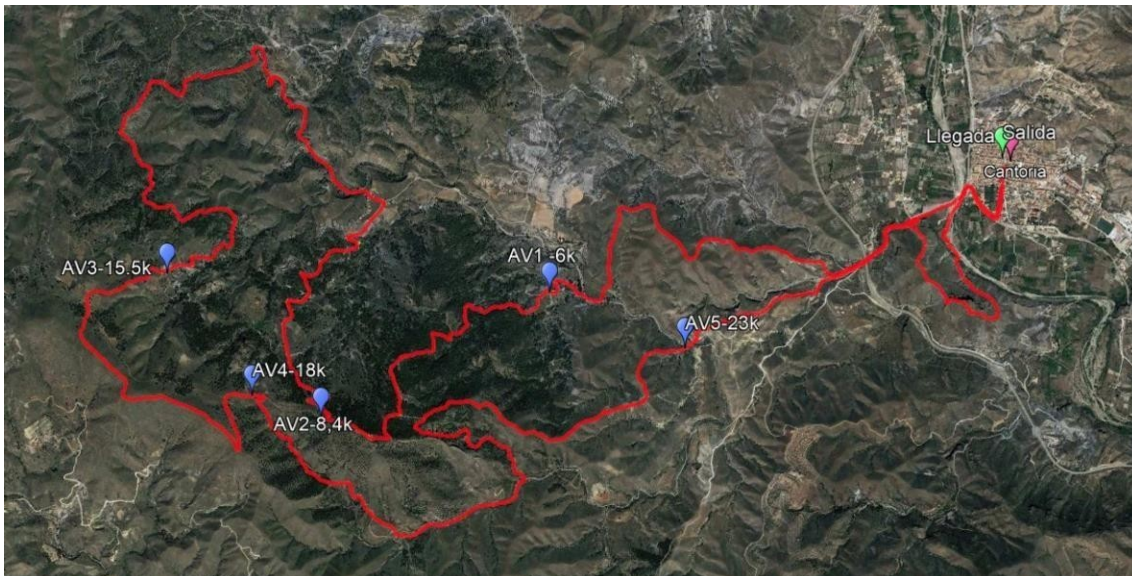 Llegada
Salida
Cantoria
AV1 -6k
AV3-15.5k
AV5-23k
AV4-18k
AV2-8,4k